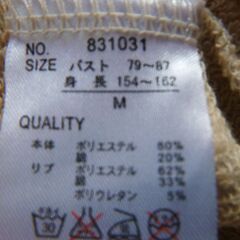 NO. 831031
SIZE バスト 79～87
身長 154～162
M
QUALITY
本体 ポリエステル 80%
綿 20%
リブ ポリエステル 62%
綿 33%
ポリウレタン 5%
30